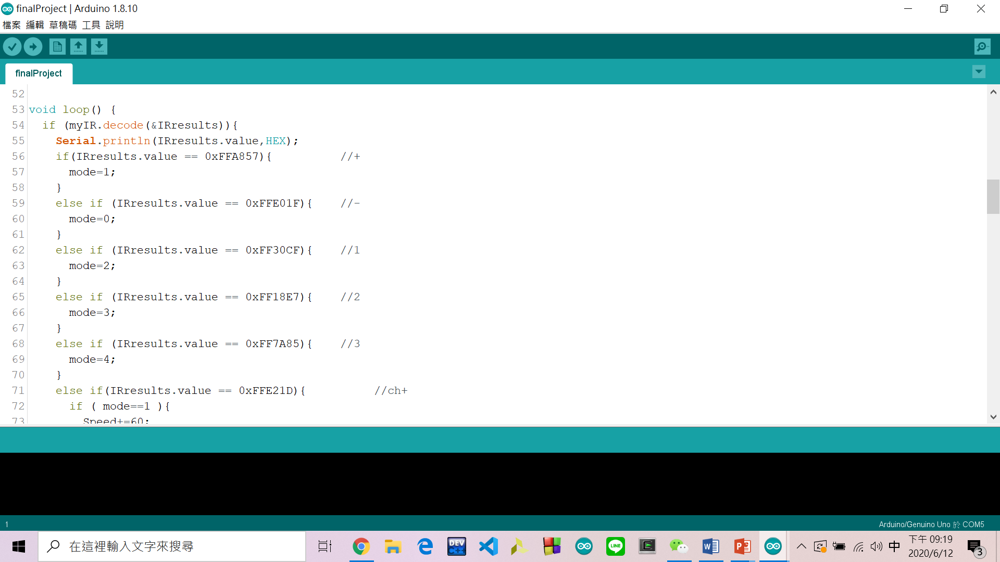 finalProject | Arduino 1.8.10
檔案 編輯 草稿碼 工具 說明
finalProject
52
53 void loop() {
54   if (myIR.decode(&IRresults)){
55     Serial.println(IRresults.value,HEX);
56     if(IRresults.value == 0xFFA857){          //+
57       mode=1;
58     }
59     else if (IRresults.value == 0xFFE01F){    //-
60       mode=0;
61     }
62     else if (IRresults.value == 0xFF30CF){    //1
63       mode=2;
64     }
65     else if (IRresults.value == 0xFF18E7){    //2
66       mode=3;
67     }
68     else if (IRresults.value == 0xFF7A85){    //3
69       mode=4;
70     }
71     else if(IRresults.value == 0xFFE21D){          //ch+
72       if ( mode==1 ){
73         Speed+=60;
1
Arduino/Genuino Uno 於 COM5
在這裡輸入文字來搜尋
DEV C++
LINE
中
下午 09:19
2020/6/12
3